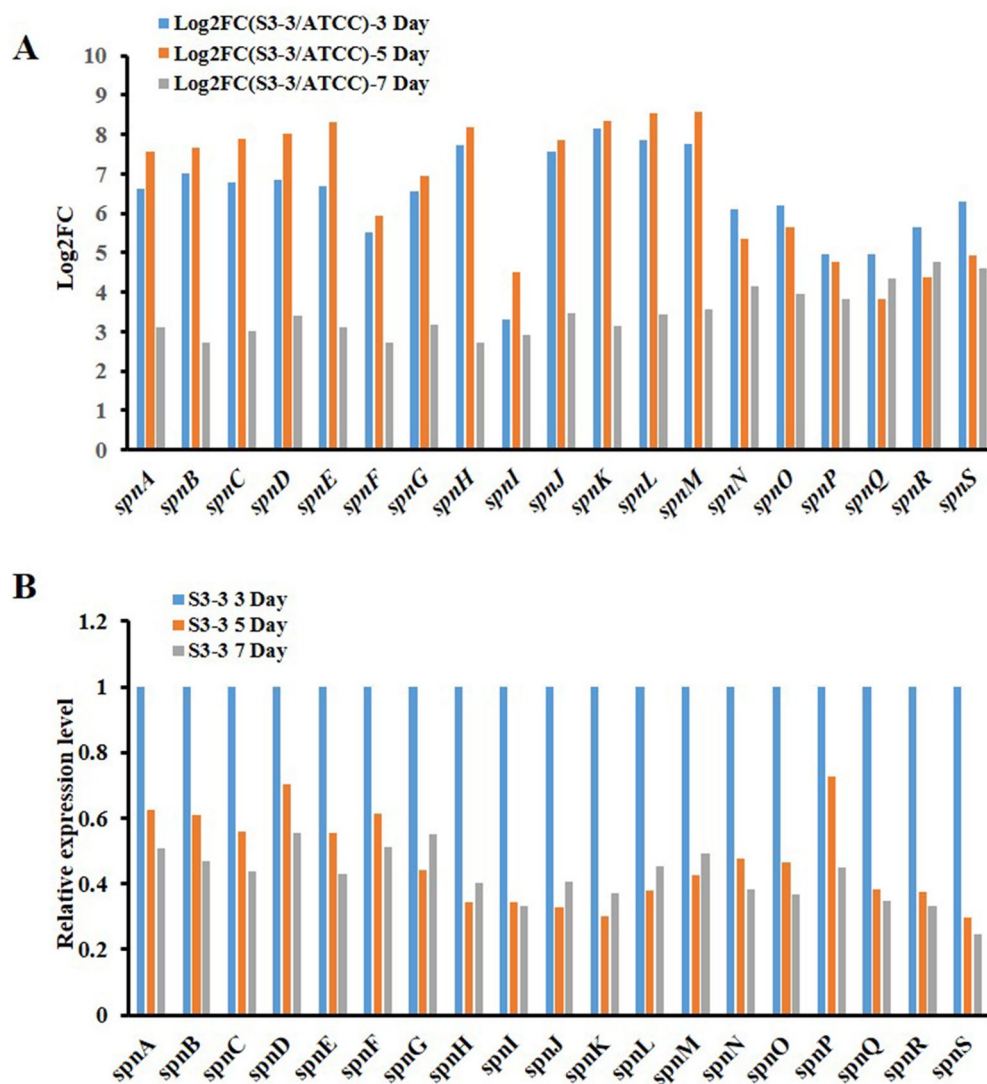 A
Log2FC(S3-3/ATCC)-3 Day
Log2FC(S3-3/ATCC)-5 Day
Log2FC(S3-3/ATCC)-7 Day
10
9
8
7
6
5
4
3
2
1
0
Log2FC
spnA spnB spnC spnD spnE spnF spnG spnH spnI spnJ spnK spnL spnM spnN spnO spnP spnQ spnR spnS
B
S3-3 3 Day
S3-3 5 Day
S3-3 7 Day
1.2
1
0.8
0.6
0.4
0.2
0
Relative expression level
spnA spnB spnC spnD spnE spnF spnG spnH spnI spnJ spnK spnL spnM spnN spnO spnP spnQ spnR spnS